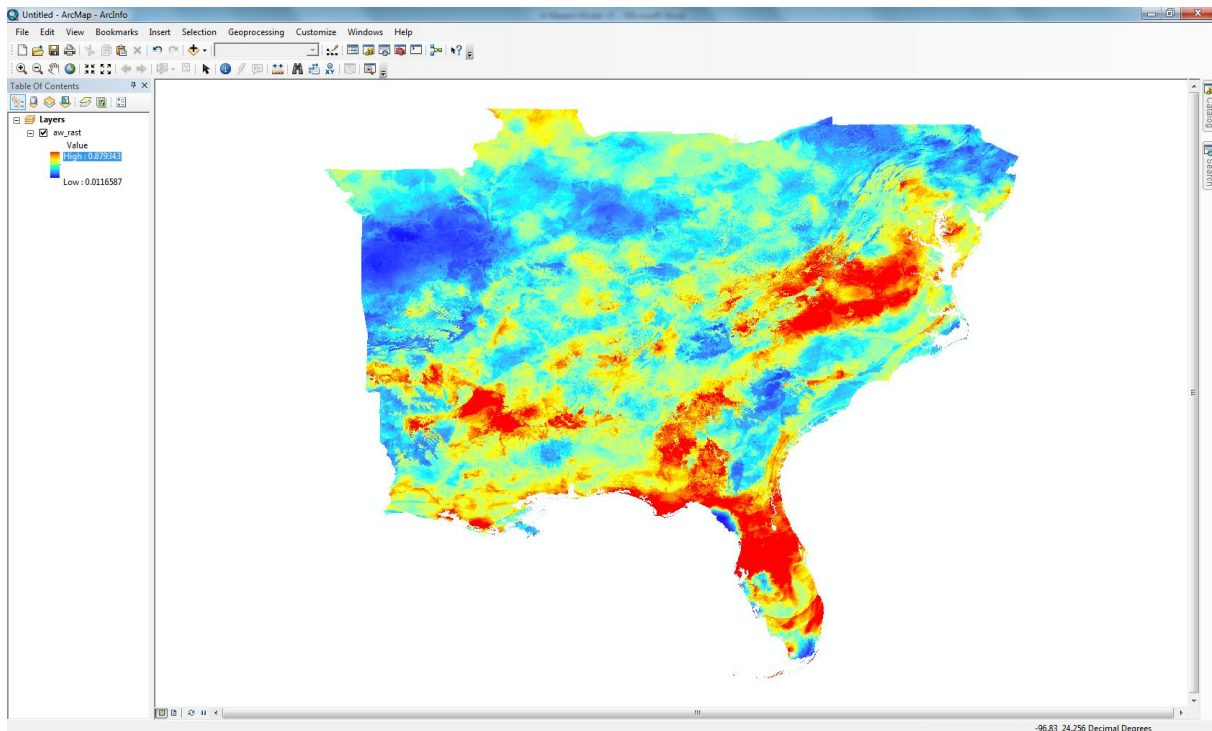 Untitled - ArcMap - ArcInfo
File Edit View Bookmarks Insert Selection Geoprocessing Customize Windows Help
Table Of Contents
Layers
aw_rast
Value
High : 0.879343
Low : 0.0116587
Catalog
Search
-96.83 24.256 Decimal Degrees